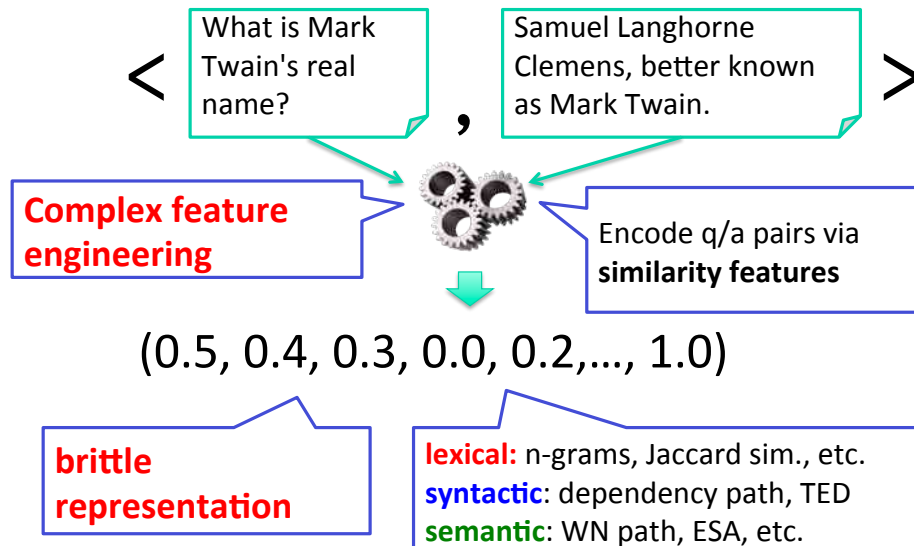 What is Mark
Twain's real
name?
Samuel Langhorne
Clemens, better known
as Mark Twain.
< , >
Complex feature
engineering
Encode q/a pairs via
similarity features
(0.5, 0.4, 0.3, 0.0, 0.2,…, 1.0)
brittle
representation
lexical: n-grams, Jaccard sim., etc.
syntactic: dependency path, TED
semantic: WN path, ESA, etc.